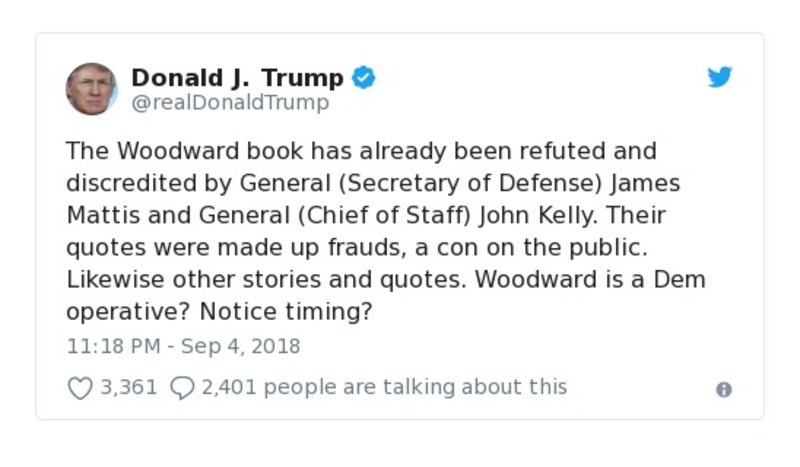 Donald J. Trump
@realDonaldTrump
The Woodward book has already been refuted and
discredited by General (Secretary of Defense) James
Mattis and General (Chief of Staff) John Kelly. Their
quotes were made up frauds, a con on the public.
Likewise other stories and quotes. Woodward is a Dem
operative? Notice timing?
11:18 PM - Sep 4, 2018
3,361 2,401 people are talking about this